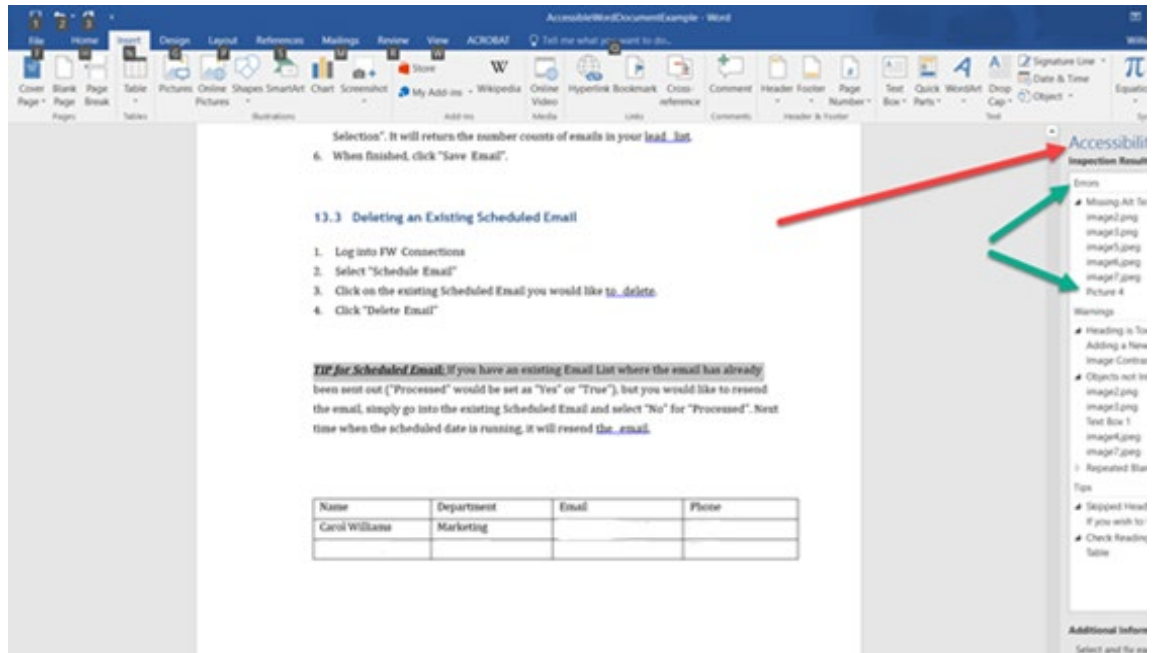 AccessibleWordDocumentExample - Word
File Home Insert Design Layout References Mailings Review View ACROBAT Tell me what you want to do...
Cover Page Blank Page Page Break Table Pictures Online Pictures Shapes SmartArt Chart Screenshot Store My Add-ins Wikipedia Online Video Hyperlink Bookmark Cross-reference Comment Header Footer Page Number Text Box Quick Parts WordArt Drop Cap Signature Line Date & Time Object
Pages Tables Illustrations Add-ins Media Links Comments Header & Footer Text
Selection". It will return the number counts of emails in your lead list.
6. When finished, click "Save Email".
13.3 Deleting an Existing Scheduled Email
1. Log into FW Connections
2. Select "Schedule Email"
3. Click on the existing Scheduled Email you would like to delete.
4. Click "Delete Email"
TIP for Scheduled Email: If you have an existing Email List where the email has already
been sent out ("Processed" would be set as "Yes" or "True"), but you would like to resend
the email, simply go into the existing Scheduled Email and select "No" for "Processed". Next
time when the scheduled date is running, it will resend the email.
Name Department Email Phone
Carol Williams Marketing
Accessibilit
Inspection Result
Errors
Missing Alt Te
image2.png
image3.png
image5.jpeg
image6.jpeg
image7.jpeg
Picture 4
Warnings
Heading is Too
Adding a New
Image Contras
Objects not In
image2.png
image3.png
Text Box 1
image4.jpeg
image7.jpeg
Repeated Blan
Tips
Skipped Head
If you wish to
Check Reading
Table
Additional Inform
Select and fix ea